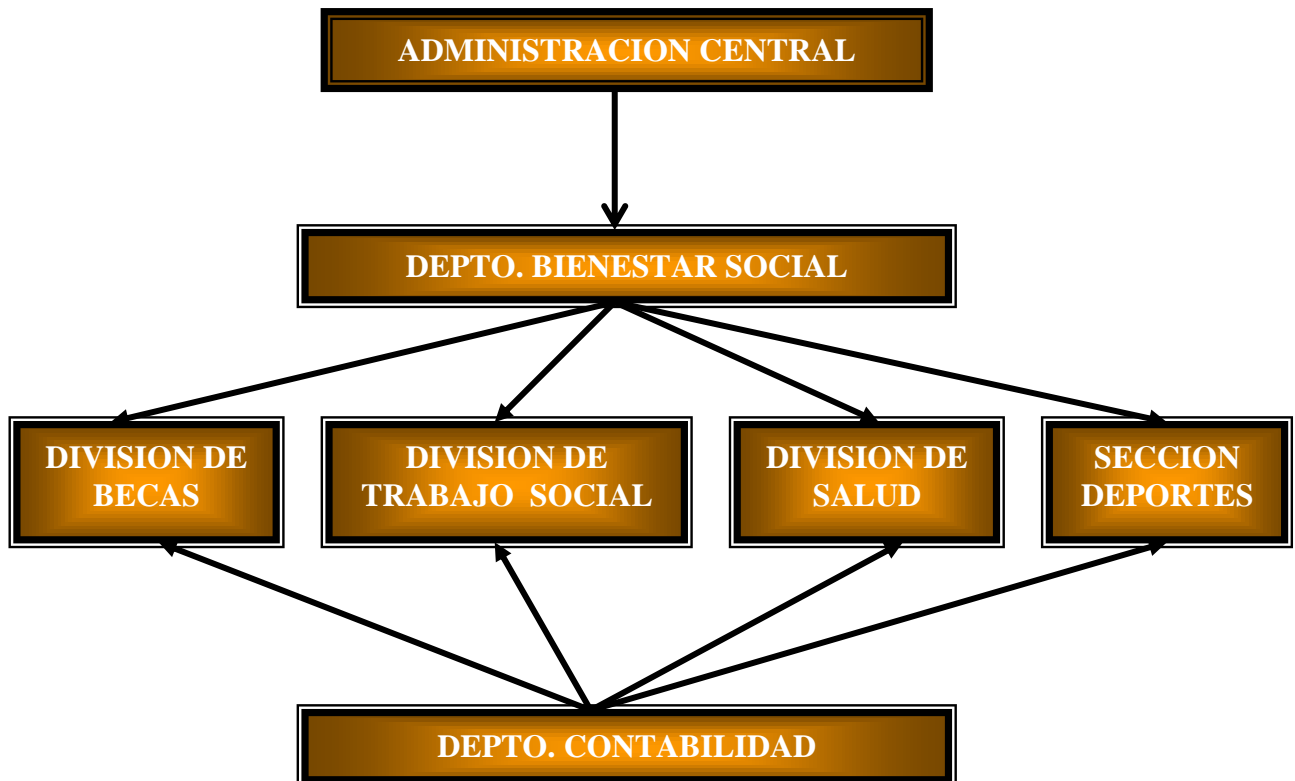 ADMINISTRACION CENTRAL
DEPTO. BIENESTAR SOCIAL
DIVISION DE
BECAS
DIVISION DE
TRABAJO SOCIAL
DIVISION DE
SALUD
SECCION
DEPORTES
DEPTO. CONTABILIDAD